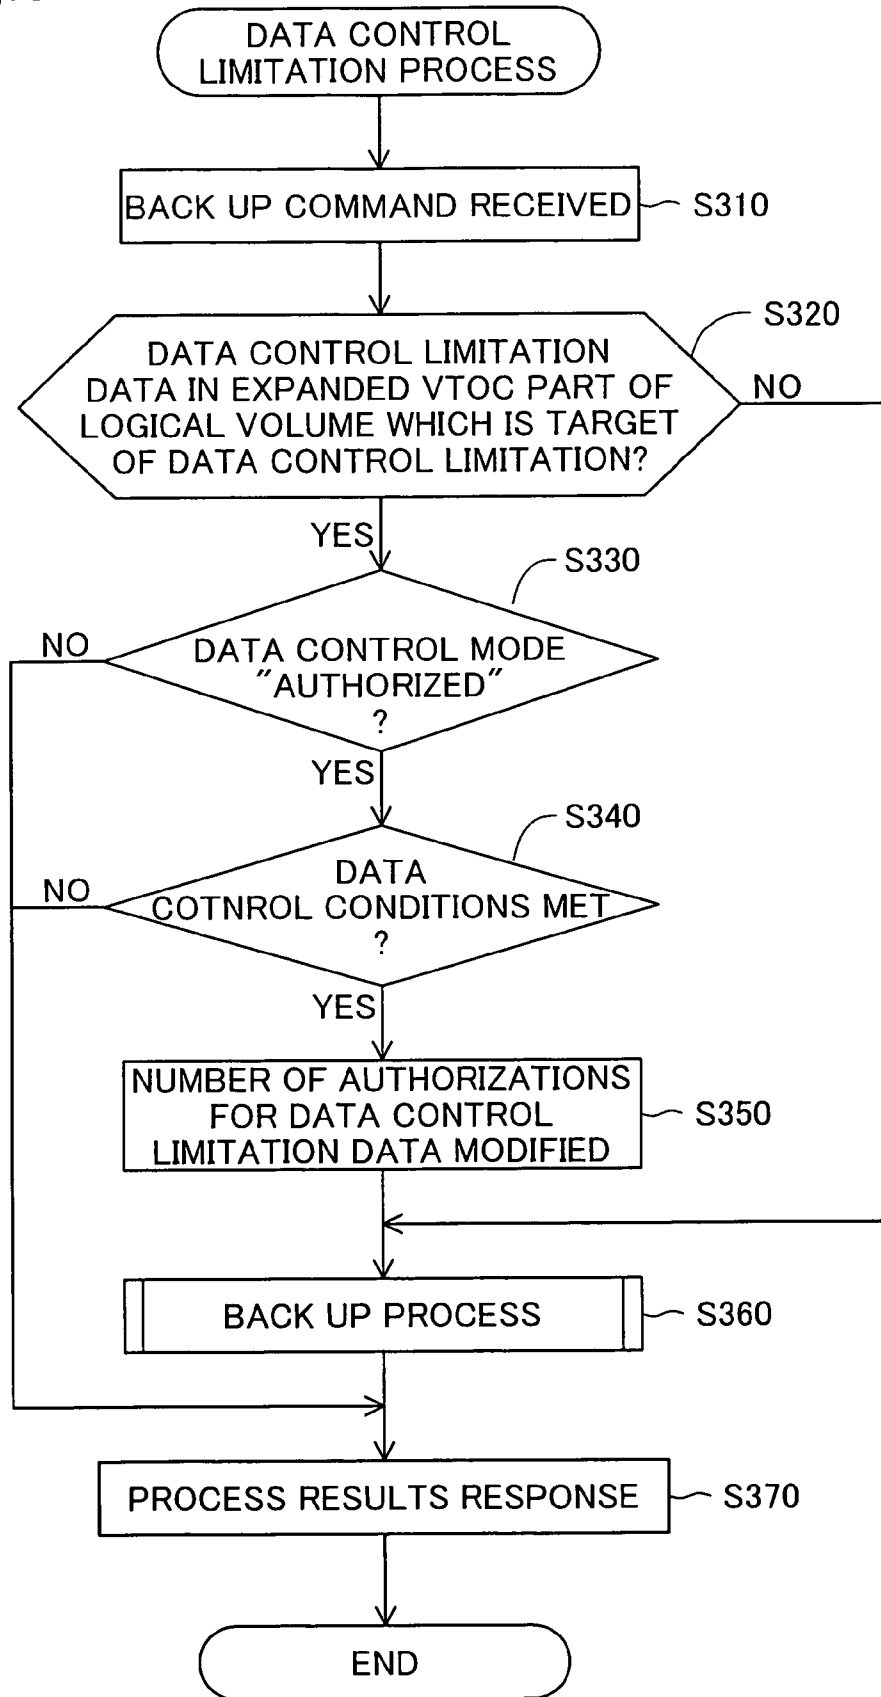 DATA CONTROL
LIMITATION PROCESS
BACK UP COMMAND RECEIVED
S310
S320
DATA CONTROL LIMITATION
DATA IN EXPANDED VTOC PART OF
LOGICAL VOLUME WHICH IS TARGET
OF DATA CONTROL LIMITATION?
NO
YES
S330
NO
DATA CONTROL MODE
"AUTHORIZED"
?
YES
S340
NO
DATA
COTNROL CONDITIONS MET
?
YES
NUMBER OF AUTHORIZATIONS
FOR DATA CONTROL
LIMITATION DATA MODIFIED
S350
BACK UP PROCESS
S360
PROCESS RESULTS RESPONSE
S370
END